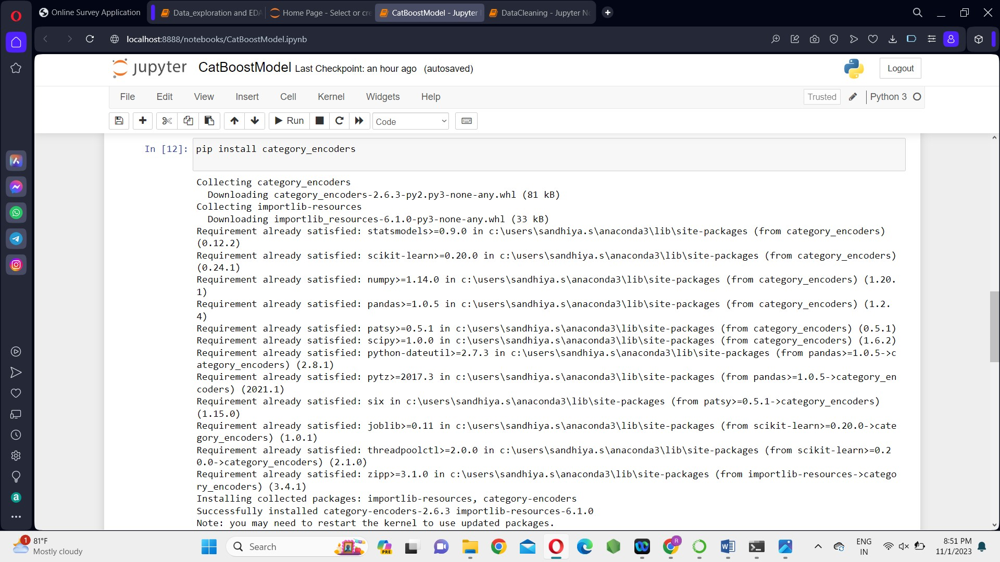 Online Survey Application
Data_exploration and EDA
Home Page - Select or cre
CatBoostModel - Jupyter
DataCleaning - Jupyter No
localhost:8888/notebooks/CatBoostModel.ipynb
jupyter CatBoostModel Last Checkpoint: an hour ago (autosaved)
Logout
File Edit View Insert Cell Kernel Widgets Help
Trusted
Python 3
Run
Code
In [12]: pip install category_encoders
Collecting category_encoders
Downloading category_encoders-2.6.3-py2.py3-none-any.whl (81 kB)
Collecting importlib-resources
Downloading importlib_resources-6.1.0-py3-none-any.whl (33 kB)
Requirement already satisfied: statsmodels>=0.9.0 in c:\users\sandhiya.s\anaconda3\lib\site-packages (from category_encoders)
(0.12.2)
Requirement already satisfied: scikit-learn>=0.20.0 in c:\users\sandhiya.s\anaconda3\lib\site-packages (from category_encoders)
(0.24.1)
Requirement already satisfied: numpy>=1.14.0 in c:\users\sandhiya.s\anaconda3\lib\site-packages (from category_encoders) (1.20.
1)
Requirement already satisfied: pandas>=1.0.5 in c:\users\sandhiya.s\anaconda3\lib\site-packages (from category_encoders) (1.2.
4)
Requirement already satisfied: patsy>=0.5.1 in c:\users\sandhiya.s\anaconda3\lib\site-packages (from category_encoders) (0.5.1)
Requirement already satisfied: scipy>=1.0.0 in c:\users\sandhiya.s\anaconda3\lib\site-packages (from category_encoders) (1.6.2)
Requirement already satisfied: python-dateutil>=2.7.3 in c:\users\sandhiya.s\anaconda3\lib\site-packages (from pandas>=1.0.5->c
ategory_encoders) (2.8.1)
Requirement already satisfied: pytz>=2017.3 in c:\users\sandhiya.s\anaconda3\lib\site-packages (from pandas>=1.0.5->category_en
coders) (2021.1)
Requirement already satisfied: six in c:\users\sandhiya.s\anaconda3\lib\site-packages (from patsy>=0.5.1->category_encoders)
(1.15.0)
Requirement already satisfied: joblib>=0.11 in c:\users\sandhiya.s\anaconda3\lib\site-packages (from scikit-learn>=0.20.0->cate
gory_encoders) (1.0.1)
Requirement already satisfied: threadpoolctl>=2.0.0 in c:\users\sandhiya.s\anaconda3\lib\site-packages (from scikit-learn>=0.2
0.0->category_encoders) (2.1.0)
Requirement already satisfied: zipp>=3.1.0 in c:\users\sandhiya.s\anaconda3\lib\site-packages (from importlib-resources->catego
ry_encoders) (3.4.1)
Installing collected packages: importlib-resources, category-encoders
Successfully installed category-encoders-2.6.3 importlib-resources-6.1.0
Note: you may need to restart the kernel to use updated packages.
1
81°F
Mostly cloudy
Search
PRE
R
ENG
IN
8:51 PM
11/1/2023